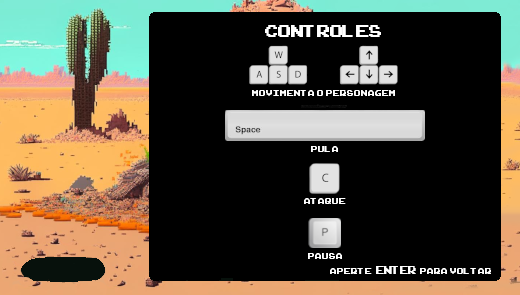 CONTROLES
W
A S D
↑
← ↓ →
MOVIMENTA O PERSONAGEM
Space
PULA
C
ATAQUE
P
PAUSA
APERTE ENTER PARA VOLTAR